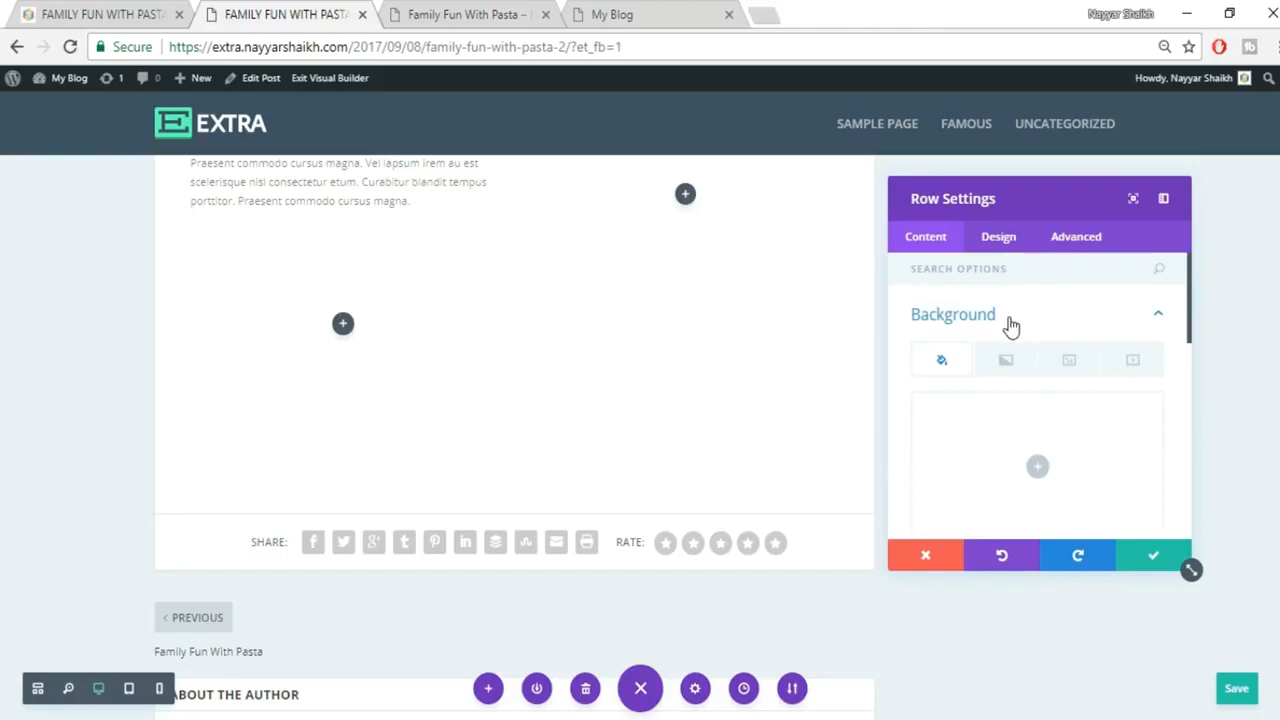 FAMILY FUN WITH PASTA
FAMILY FUN WITH PASTA
Family Fun With Pasta –
My Blog
Nayyar Shaikh
Secure
https://extra.nayyarshaikh.com/2017/09/08/family-fun-with-pasta-2/?et_fb=1
My Blog
1
0
New
Edit Post
Exit Visual Builder
Howdy, Nayyar Shaikh
EXTRA
SAMPLE PAGE
FAMOUS
UNCATEGORIZED
Praesent commodo cursus magna. Vel lapsum irem au est
scelerisque nisl consectetur etum. Curabitur blandit tempus
porttitor. Praesent commodo cursus magna.
Row Settings
Content
Design
Advanced
SEARCH OPTIONS
Background
SHARE:
RATE:
PREVIOUS
Family Fun With Pasta
ABOUT THE AUTHOR
Save